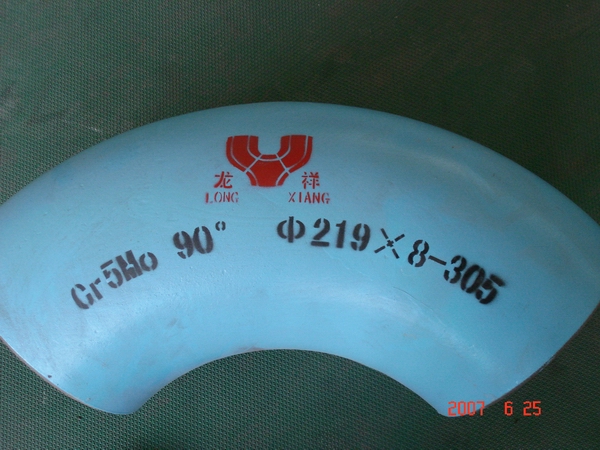 龙 祥
LONG XIANG
Cr5Mo 90° Φ219×8-305
2007 6 25